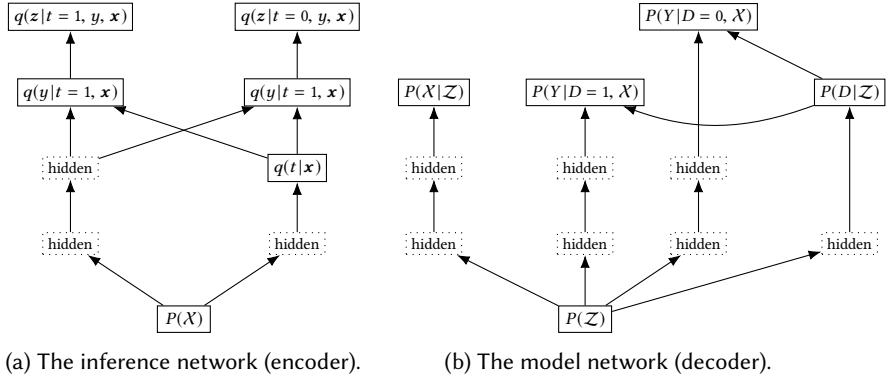 q(z|t = 1, y, x) q(z|t = 0, y, x) P(Y|D = 0, X)
q(y|t = 1, x) q(y|t = 1, x) P(X|Z) P(Y|D = 1, X) P(D|Z)
hidden q(t|x) hidden hidden hidden
hidden hidden hidden hidden hidden hidden
P(X) P(Z)
(a) The inference network (encoder). (b) The model network (decoder).